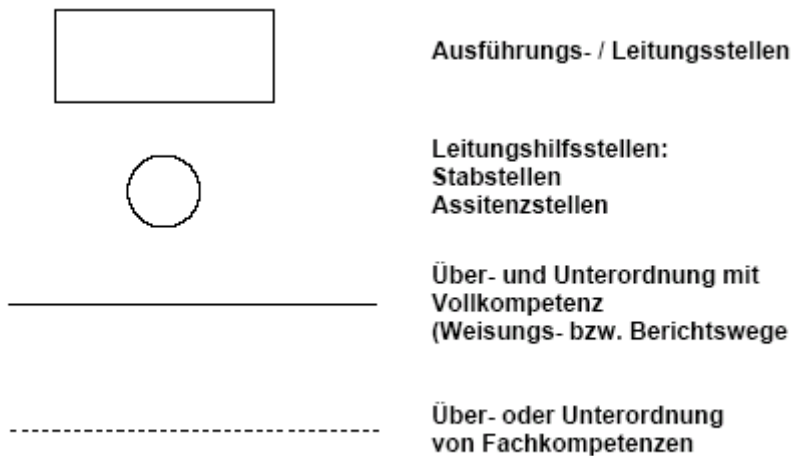 Ausführungs- / Leitungsstellen
Leitungshilfsstellen:
Stabstellen
Assitenzstellen
Über- und Unterordnung mit
Vollkompetenz
(Weisungs- bzw. Berichtswege
Über- oder Unterordnung
von Fachkompetenzen